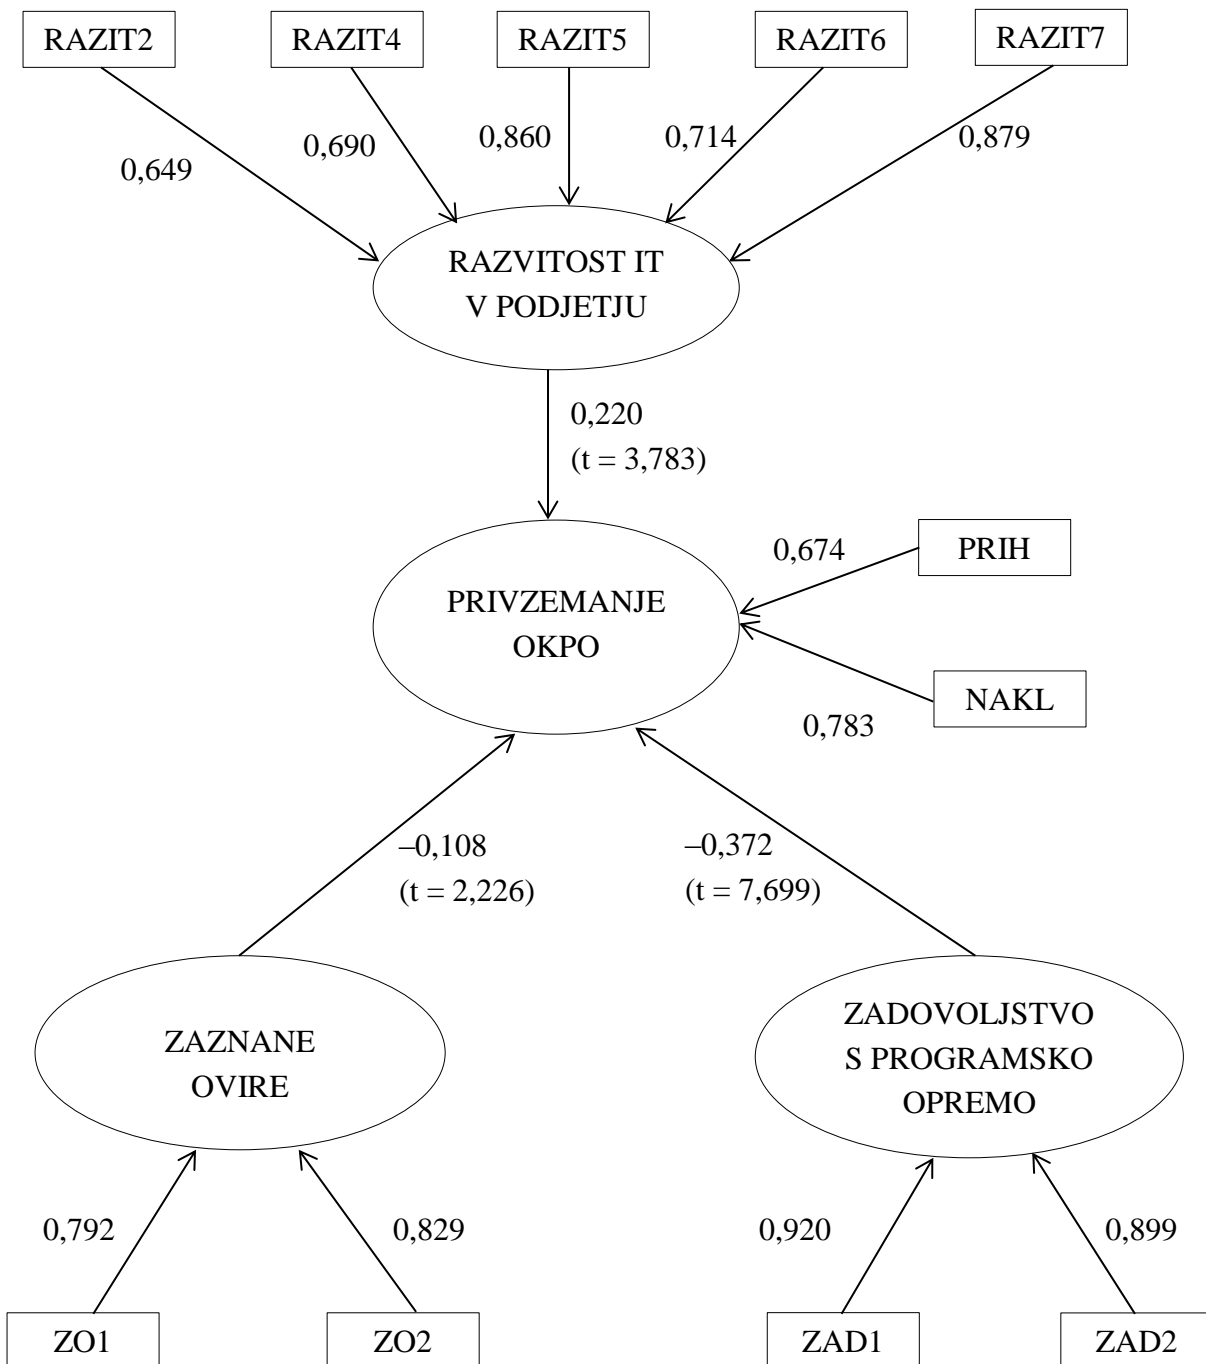 RAZIT2
RAZIT4
RAZIT5
RAZIT6
RAZIT7
0,649
0,690
0,860
0,714
0,879
RAZVITOST IT
V PODJETJU
0,220
(t = 3,783)
PRIVZEMANJE
OKPO
0,674
PRIH
0,783
NAKL
–0,108
(t = 2,226)
–0,372
(t = 7,699)
ZAZNANE
OVIRE
ZADOVOLJSTVO
S PROGRAMSKO
OPREMO
0,792
0,829
0,920
0,899
ZO1
ZO2
ZAD1
ZAD2